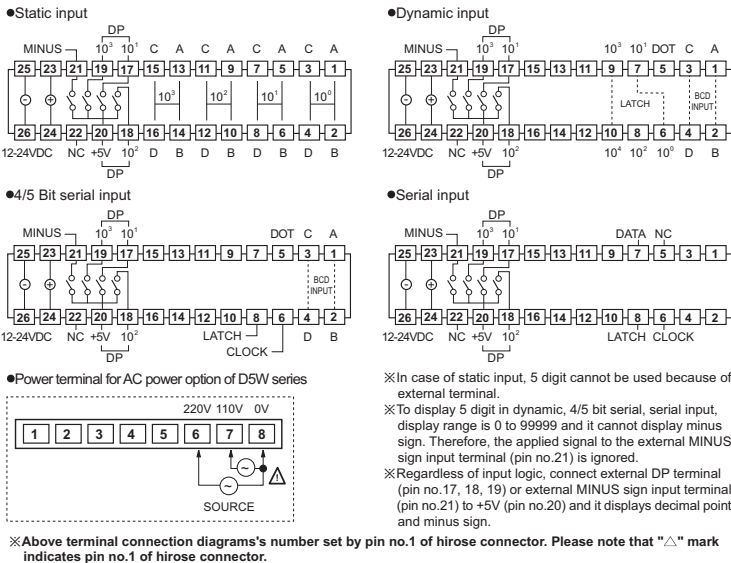 ●Static input
DP
MINUS 10³ 10¹ C A C A C A C A
25 23 21 19 17 15 13 11 9 7 5 3 1
10³ 10² 10¹ 10⁰
26 24 22 20 18 16 14 12 10 8 6 4 2
12-24VDC NC +5V 10² D B D B D B D B
DP
●Dynamic input
DP
MINUS 10³ 10¹ 10³ 10¹ DOT C A
25 23 21 19 17 15 13 11 9 7 5 3 1
LATCH
BCD
INPUT
26 24 22 20 18 16 14 12 10 8 6 4 2
12-24VDC NC +5V 10² 10⁴ 10² 10⁰ D B
DP
●4/5 Bit serial input
DP
MINUS 10³ 10¹ DOT C A
25 23 21 19 17 15 13 11 9 7 5 3 1
BCD
INPUT
26 24 22 20 18 16 14 12 10 8 6 4 2
12-24VDC NC +5V 10² LATCH D B
CLOCK
DP
●Serial input
DP
MINUS 10³ 10¹ DATA NC
25 23 21 19 17 15 13 11 9 7 5 3 1
26 24 22 20 18 16 14 12 10 8 6 4 2
12-24VDC NC +5V 10² LATCH CLOCK
DP
●Power terminal for AC power option of D5W series
220V 110V 0V
1 2 3 4 5 6 7 8
SOURCE
※In case of static input, 5 digit cannot be used because of
external terminal.
※To display 5 digit in dynamic, 4/5 bit serial, serial input,
display range is 0 to 99999 and it cannot display minus
sign. Therefore, the applied signal to the external MINUS
sign input terminal (pin no.21) is ignored.
※Regardless of input logic, connect external DP terminal
(pin no.17, 18, 19) or external MINUS sign input terminal
(pin no.21) to +5V (pin no.20) and it displays decimal point
and minus sign.
※Above terminal connection diagrams's number set by pin no.1 of hirose connector. Please note that "△" mark
indicates pin no.1 of hirose connector.